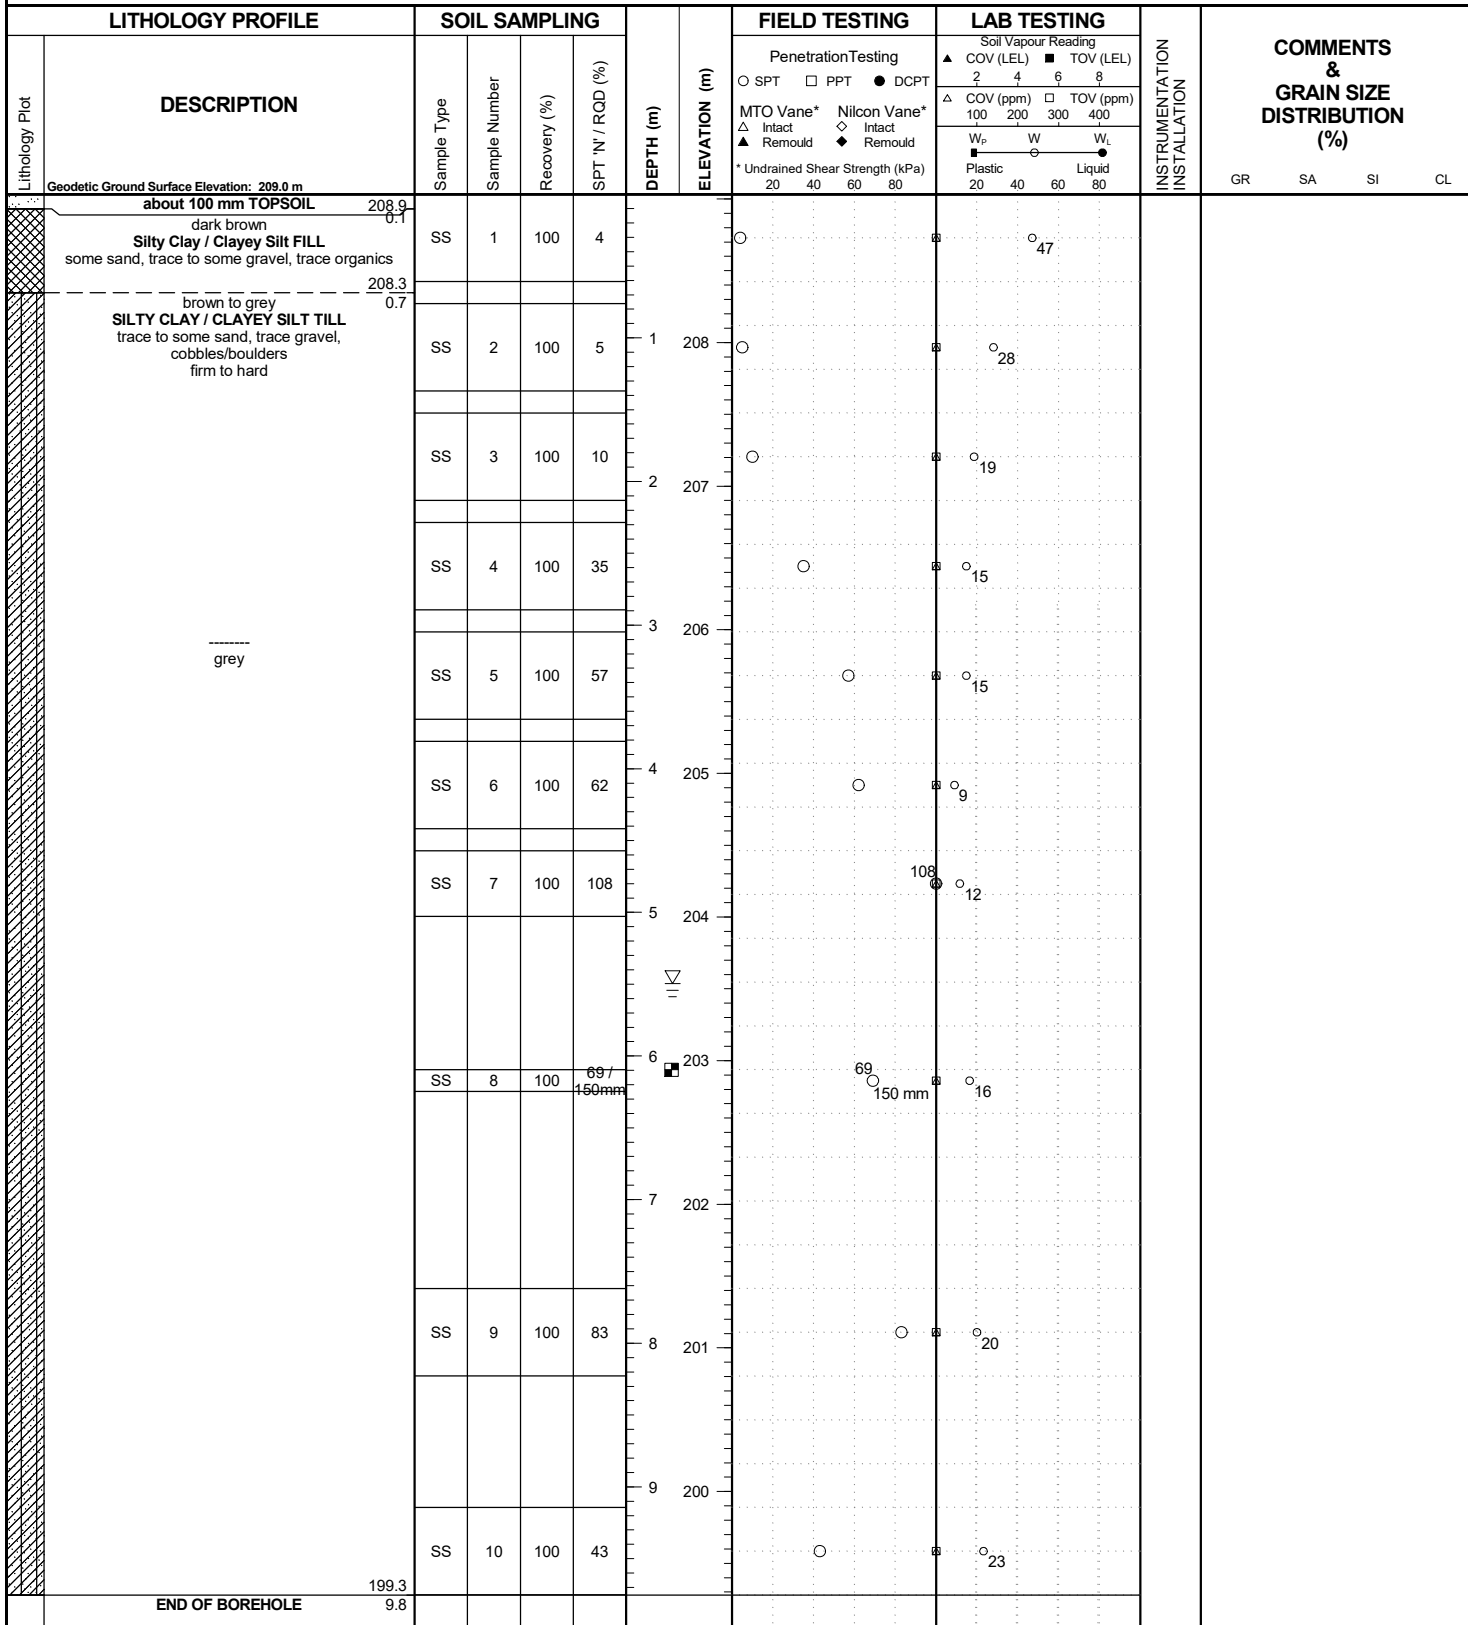 LITHOLOGY PROFILE
SOIL SAMPLING
FIELD TESTING
LAB TESTING
Lithology Plot
DESCRIPTION
Geodetic Ground Surface Elevation: 209.0 m
Sample Type
Sample Number
Recovery (%)
SPT 'N' / RQD (%)
DEPTH (m)
ELEVATION (m)
PenetrationTesting
SPT PPT DCPT
MTO Vane* Nilcon Vane*
Intact Intact
Remould Remould
* Undrained Shear Strength (kPa)
20 40 60 80
Soil Vapour Reading
COV (LEL) TOV (LEL)
2 4 6 8
COV (ppm) TOV (ppm)
100 200 300 400
WP W WL
Plastic Liquid
20 40 60 80
INSTRUMENTATION
INSTALLATION
COMMENTS
&
GRAIN SIZE
DISTRIBUTION
(%)
GR SA SI CL
about 100 mm TOPSOIL 208.9
0.1
dark brown
Silty Clay / Clayey Silt FILL
some sand, trace to some gravel, trace organics
SS 1 100 4
47
208.3
0.7
brown to grey
SILTY CLAY / CLAYEY SILT TILL
trace to some sand, trace gravel,
cobbles/boulders
firm to hard
1 208
SS 2 100 5
28
SS 3 100 10
19
2 207
SS 4 100 35
15
3 206
--------
grey
SS 5 100 57
15
4 205
SS 6 100 62
9
108
SS 7 100 108
12
5 204
6 203
69
SS 8 100 69 /
150mm
150 mm
16
7 202
SS 9 100 83
20
8 201
9 200
SS 10 100 43
23
199.3
END OF BOREHOLE 9.8